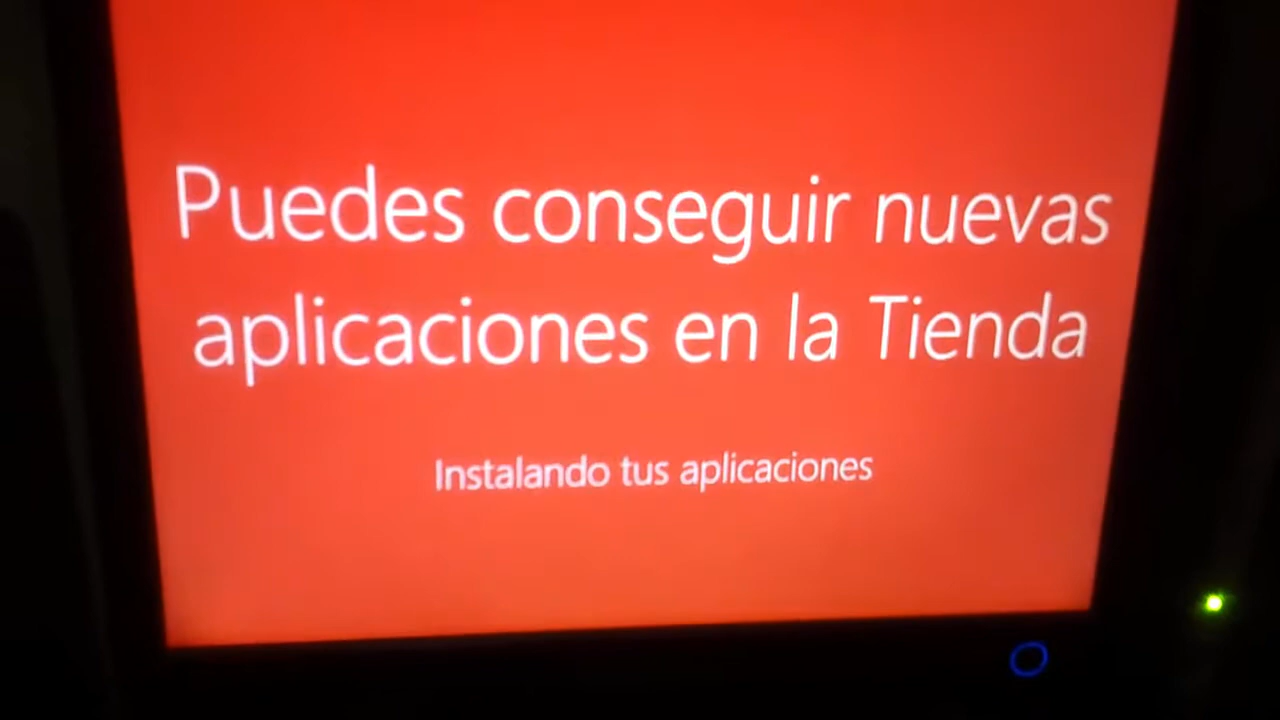 Puedes conseguir nuevas
aplicaciones en la Tienda
Instalando tus aplicaciones